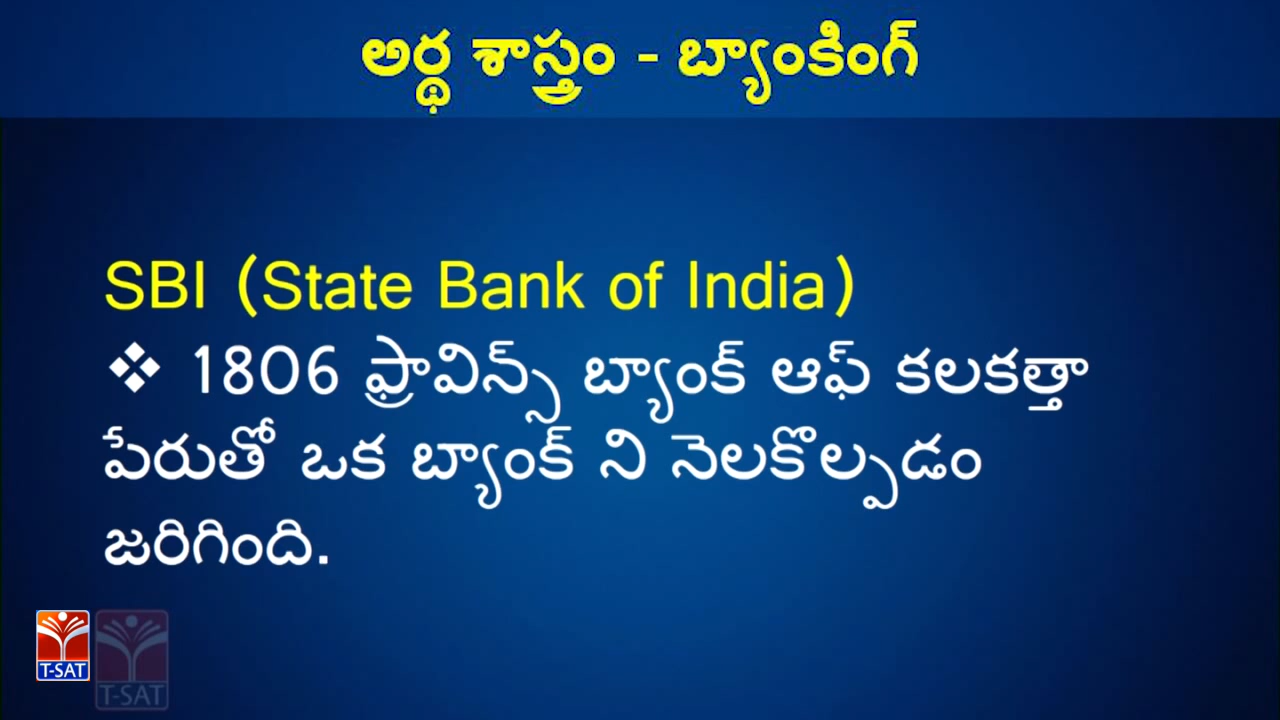 అర్థ శాస్త్రం - బ్యాంకింగ్
SBI (State Bank of India)
❖ 1806 ఫ్రావిన్స్ బ్యాంక్ ఆఫ్ కలకత్తా
పేరుతో ఒక బ్యాంక్ ని నెలకొల్పడం
జరిగింది.
T-SAT
T-SAT